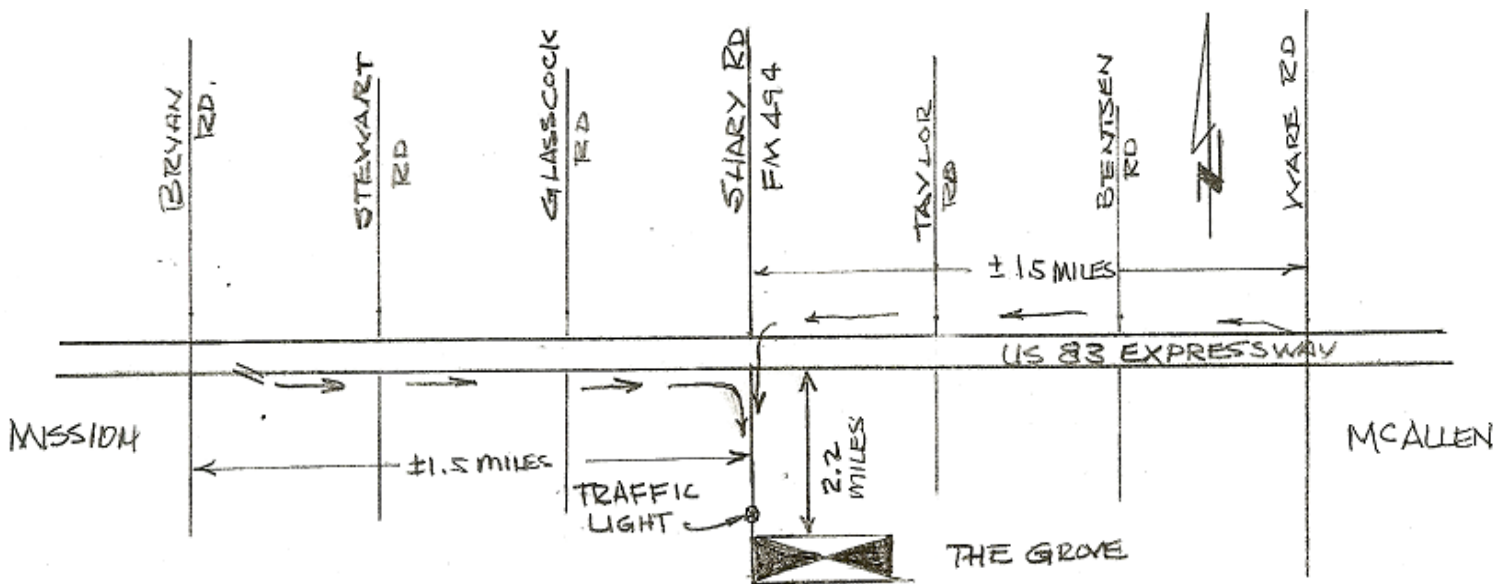 BRYAN
RD.
STEWART
RD
GLASSCOCK
RD
SHARY RD
FM 494
TAYLOR
RD
BENTSEN
RD
N
WARE RD
± 1.5 MILES
US 83 EXPRESSWAY
MISSION
MCALLEN
±1.5 MILES
2.2
MILES
TRAFFIC
LIGHT
THE GROVE